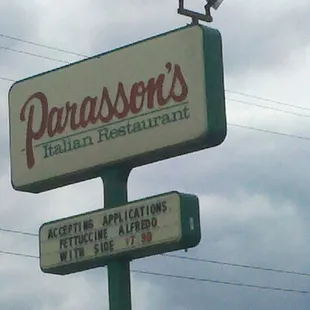 Parasson's
Italian Restaurant
ACCEPTING APPLICATIONS
FETTUCCINE ALFREDO
WITH SIDE 7.90